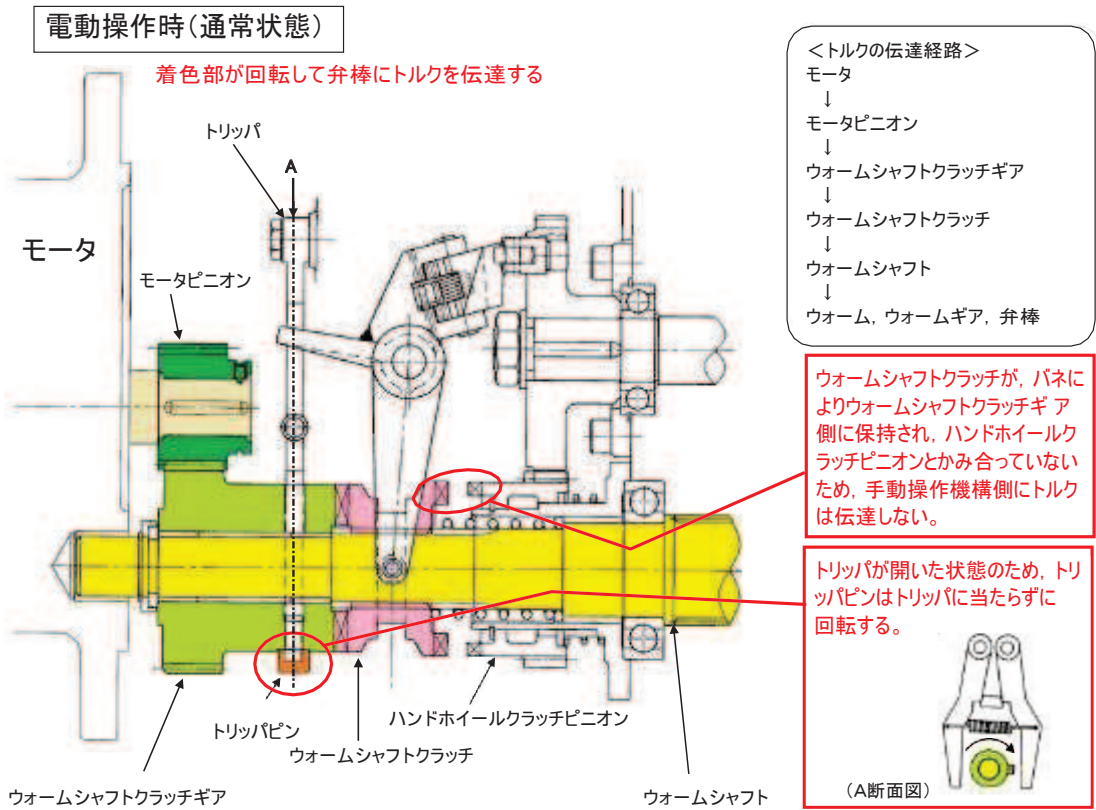 電動操作時(通常状態)
着色部が回転して弁棒にトルクを伝達する
<トルクの伝達経路>
モータ
↓
モータピニオン
↓
ウォームシャフトクラッチギア
↓
ウォームシャフトクラッチ
↓
ウォームシャフト
↓
ウォーム, ウォームギア, 弁棒
トリッパ
A
モータ
モータピニオン
ウォームシャフトクラッチが, バネに
よりウォームシャフトクラッチギ ア
側に保持され, ハンドホイールク
ラッチピニオンとかみ合っていない
ため, 手動操作機構側にトルク
は伝達しない。
トリッパが開いた状態のため, トリ
ッパピンはトリッパに当たらずに
回転する。
(A断面図)
トリッパピン
ハンドホイールクラッチピニオン
ウォームシャフトクラッチ
ウォームシャフトクラッチギア
ウォームシャフト